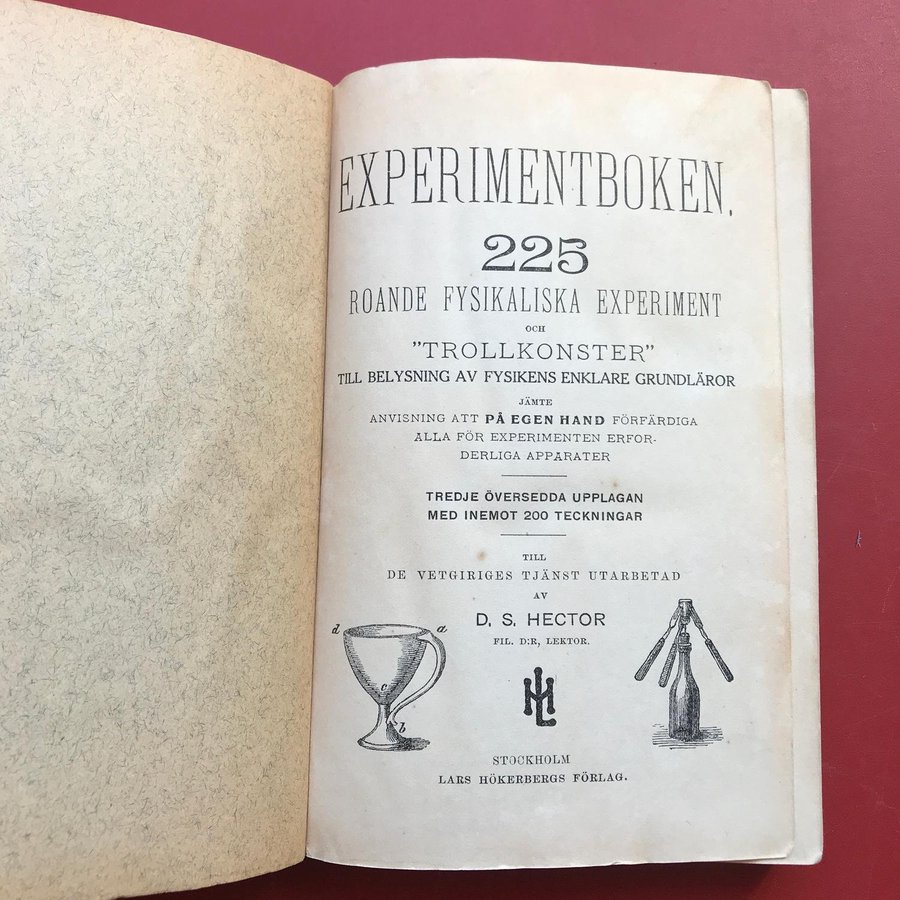 EXPERIMENTBOKEN.
225
ROANDE FYSIKALISKA EXPERIMENT
OCH
"TROLLKONSTER"
TILL BELYSNING AV FYSIKENS ENKLARE GRUNDLÄROR
JÄMTE
ANVISNING ATT PÅ EGEN HAND FÖRFÄRDIGA
ALLA FÖR EXPERIMENTEN ERFOR-
DERLIGA APPARATER
TREDJE ÖVERSEDDA UPPLAGAN
MED INEMOT 200 TECKNINGAR
TILL
DE VETGIRIGES TJÄNST UTARBETAD
AV
D. S. HECTOR
FIL. D:R, LEKTOR.
d a
c
b
LH
STOCKHOLM
LARS HÖKERBERGS FÖRLAG.